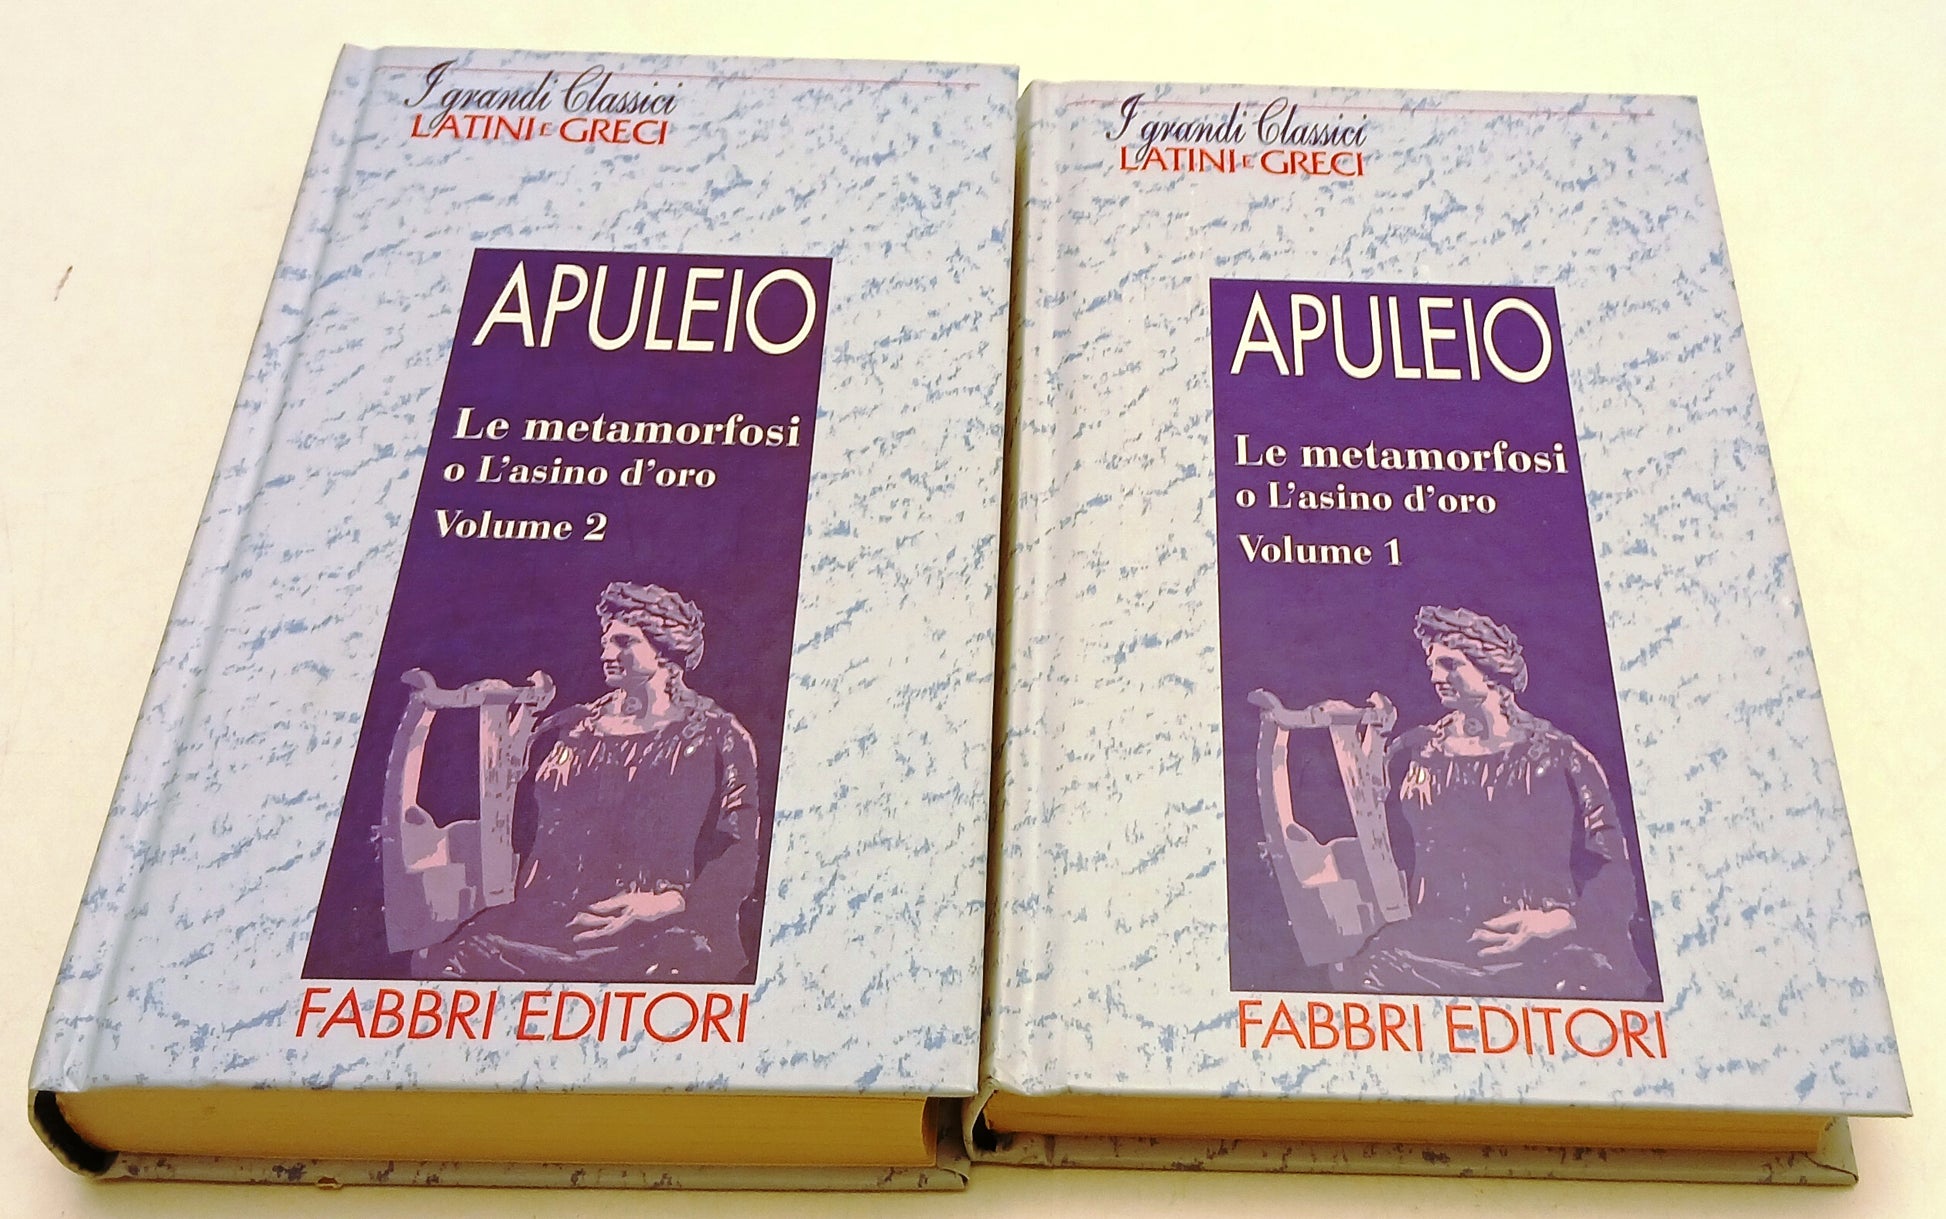 I grandi Classici
LATINI E GRECI
APULEIO
Le metamorfosi
o L'asino d'oro
Volume 2
FABBRI EDITORI
I grandi Classici
LATINI E GRECI
APULEIO
Le metamorfosi
o L'asino d'oro
Volume 1
FABBRI EDITORI